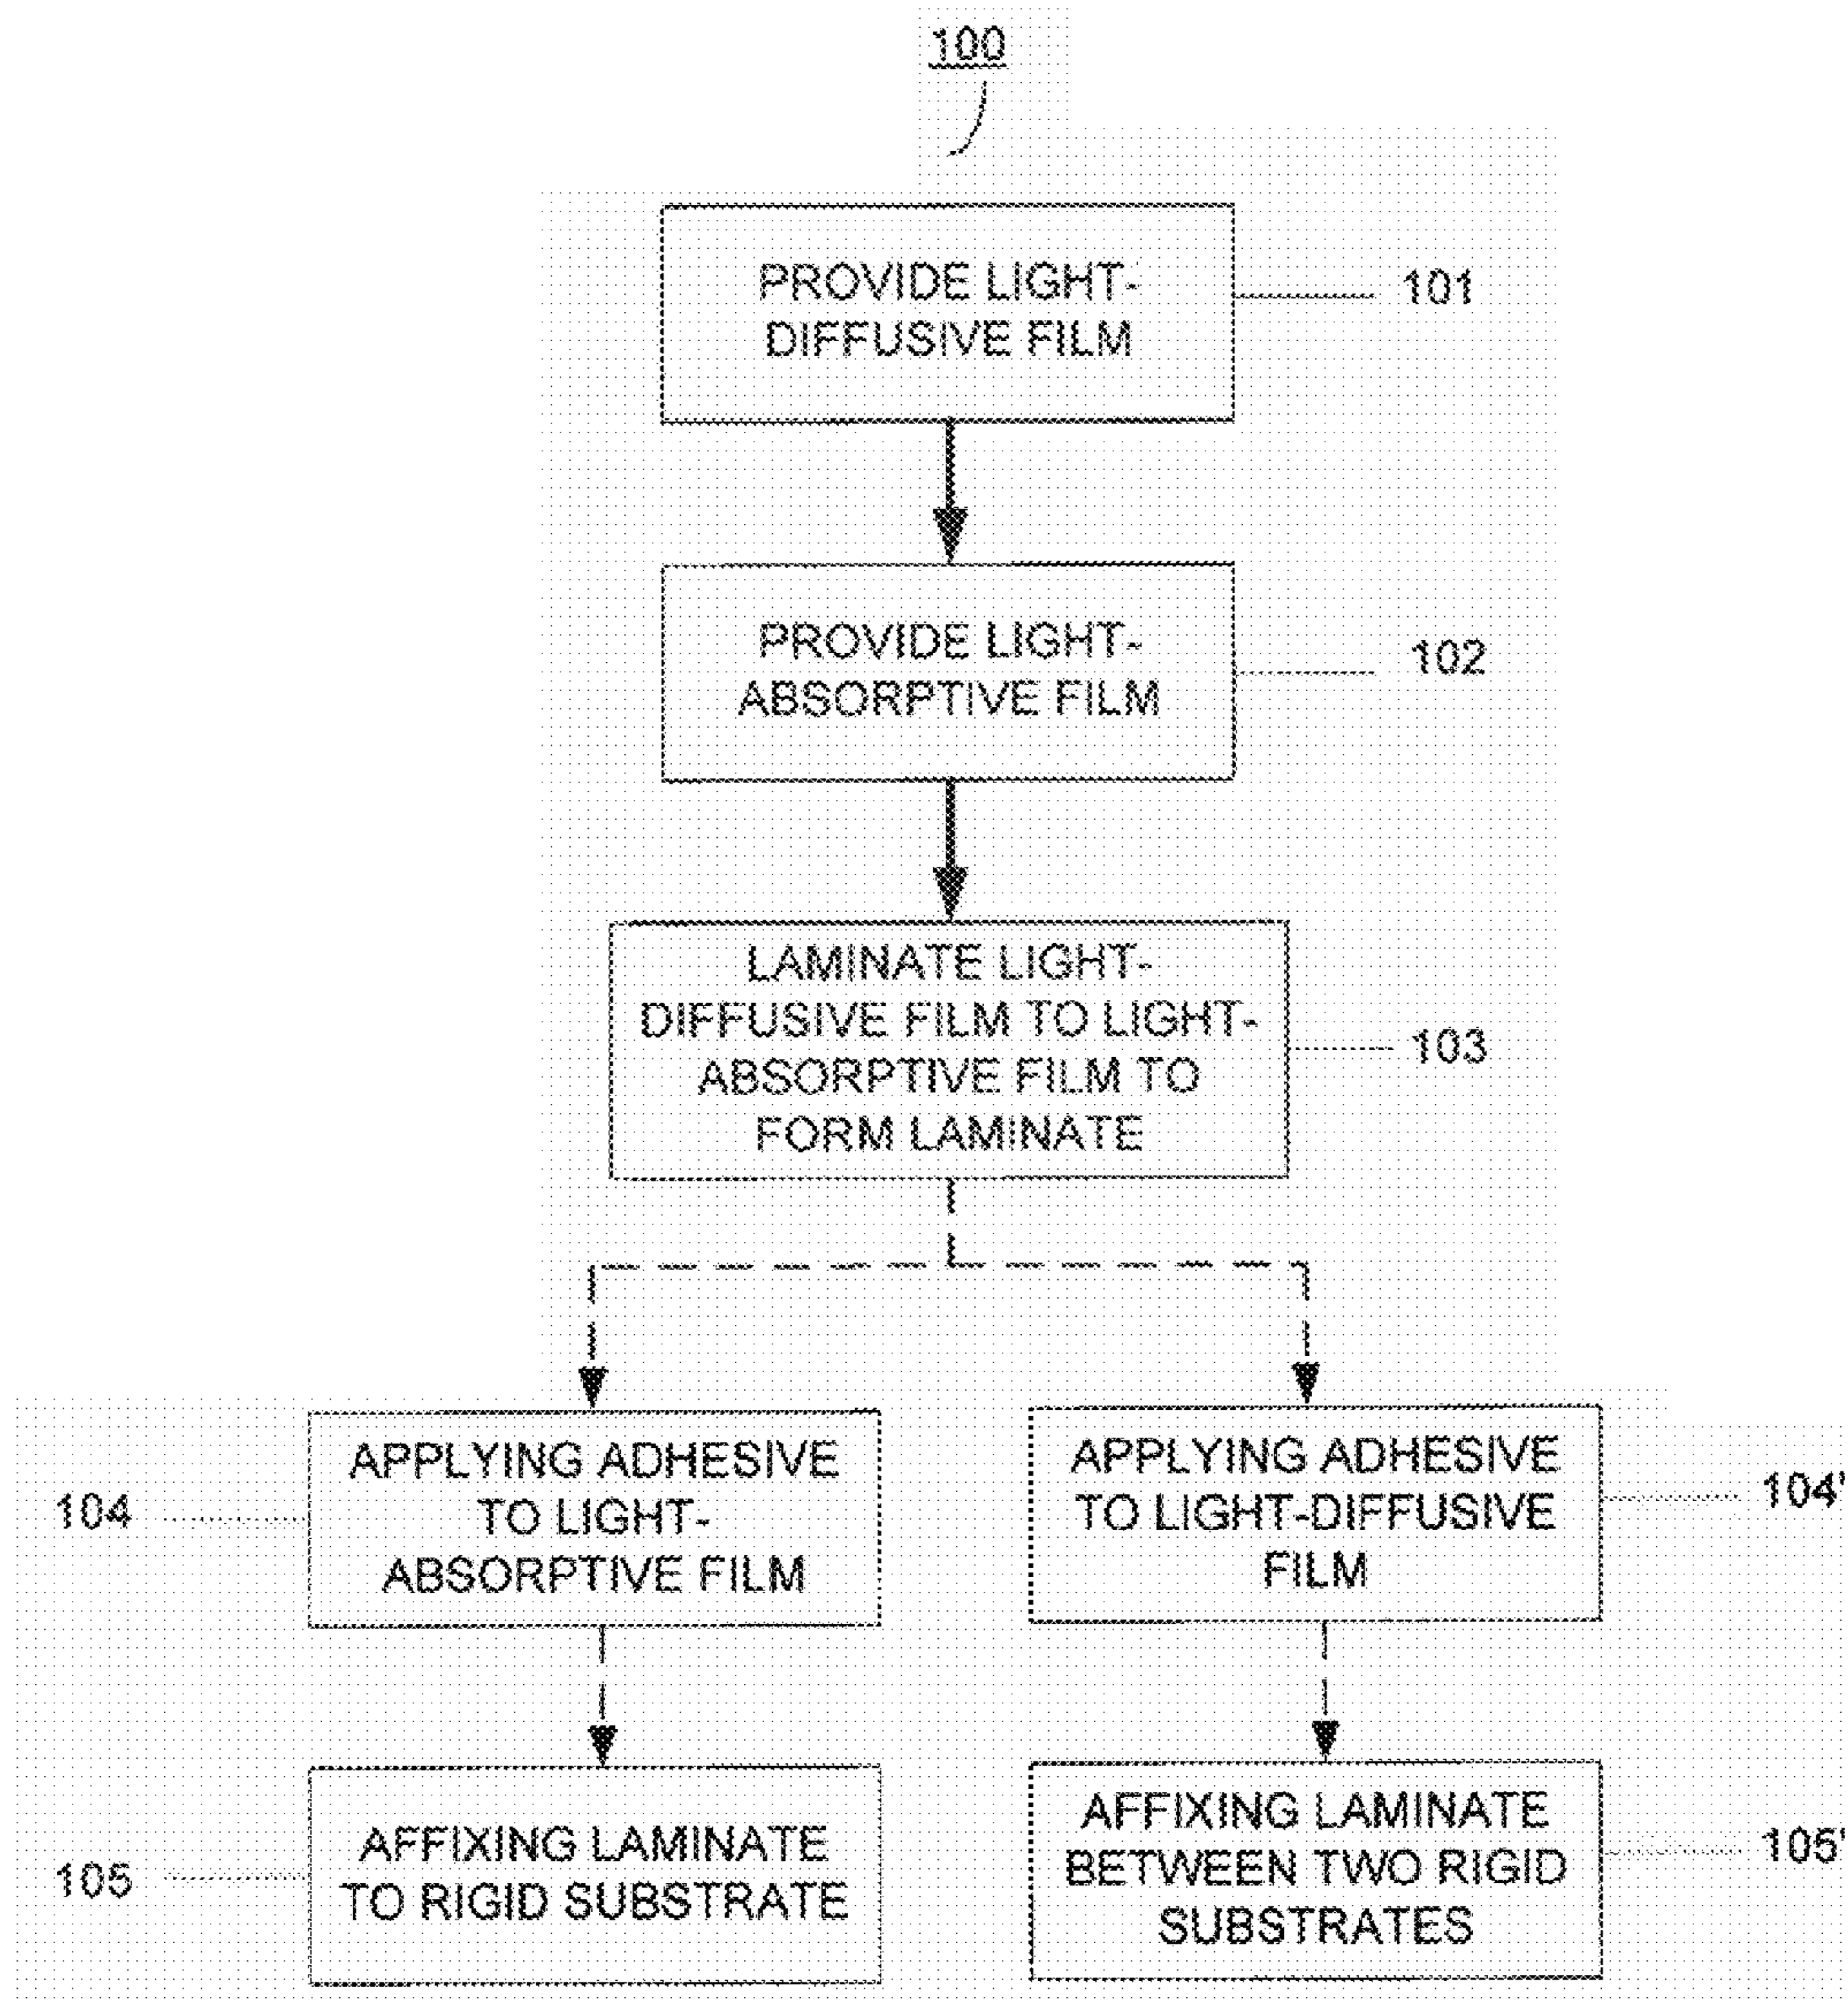 100
PROVIDE LIGHT-
DIFFUSIVE FILM
101
PROVIDE LIGHT-
ABSORPTIVE FILM
102
LAMINATE LIGHT-
DIFFUSIVE FILM TO LIGHT-
ABSORPTIVE FILM TO
FORM LAMINATE
103
104
APPLYING ADHESIVE
TO LIGHT-
ABSORPTIVE FILM
APPLYING ADHESIVE
TO LIGHT-DIFFUSIVE
FILM
104'
105
AFFIXING LAMINATE
TO RIGID SUBSTRATE
AFFIXING LAMINATE
BETWEEN TWO RIGID
SUBSTRATES
105'